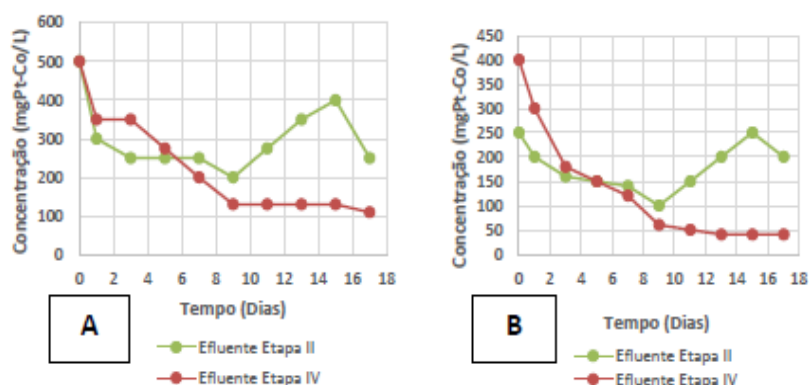 Concentração (mgPt-Co/L)
600
500
400
300
200
100
0
0 2 4 6 8 10 12 14 16 18
Tempo (Dias)
A
Efluente Etapa II
Efluente Etapa IV
Concentração (mgPt-Co/L)
450
400
350
300
250
200
150
100
50
0
0 2 4 6 8 10 12 14 16 18
Tempo (Dias)
B
Efluente Etapa II
Efluente Etapa IV